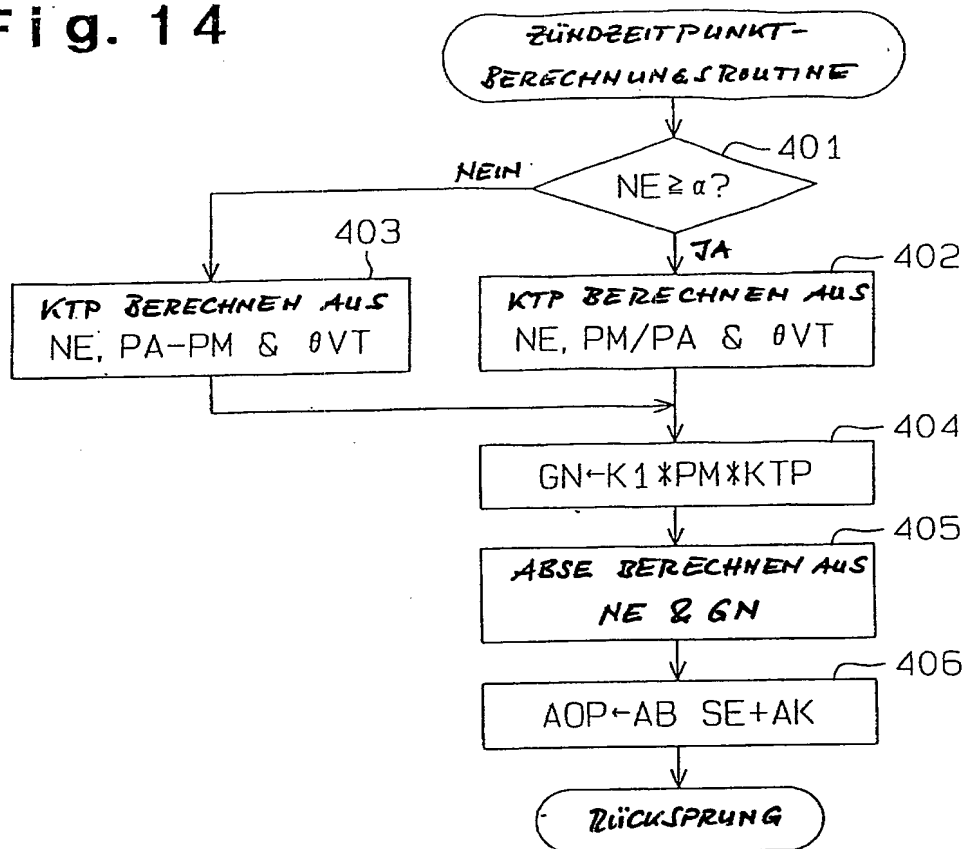 Fig. 14
ZÜNDZEITPUNKT-
BERECHNUNGSROUTINE
401
NE ≧ α?
NEIN
JA
403
KTP BERECHNEN AUS
NE, PA-PM & θVT
402
KTP BERECHNEN AUS
NE, PM/PA & θVT
404
GN←K1*PM*KTP
405
ABSE BERECHNEN AUS
NE & GN
406
AOP←AB SE+AK
RÜCKSPRUNG